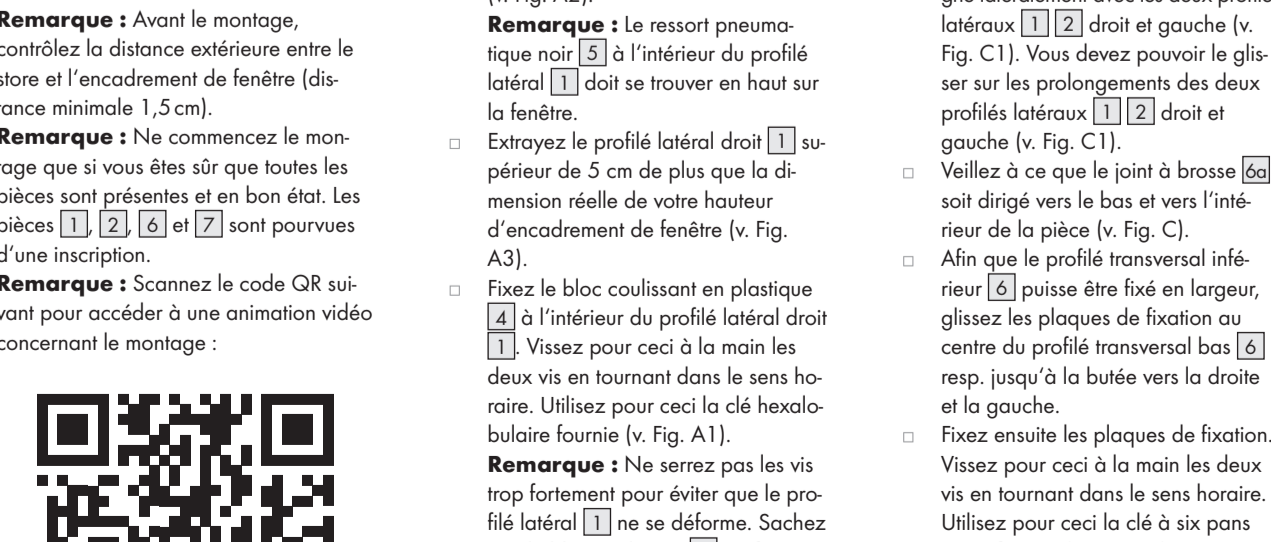 Remarque : Avant le montage,
contrôlez la distance extérieure entre le
store et l'encadrement de fenêtre (dis-
tance minimale 1,5 cm).
Remarque : Ne commencez le mon-
tage que si vous êtes sûr que toutes les
pièces sont présentes et en bon état. Les
pièces 1, 2, 6 et 7 sont pourvues
d'une inscription.
Remarque : Scannez le code QR sui-
vant pour accéder à une animation vidéo
concernant le montage :
(v. Fig. A2).
Remarque : Le ressort pneuma-
tique noir 5 à l'intérieur du profilé
latéral 1 doit se trouver en haut sur
la fenêtre.
□ Extrayez le profilé latéral droit 1 su-
périeur de 5 cm de plus que la di-
mension réelle de votre hauteur
d'encadrement de fenêtre (v. Fig.
A3).
□ Fixez le bloc coulissant en plastique
4 à l'intérieur du profilé latéral droit
1. Vissez pour ceci à la main les
deux vis en tournant dans le sens ho-
raire. Utilisez pour ceci la clé hexalo-
bulaire fournie (v. Fig. A1).
Remarque : Ne serrez pas les vis
trop fortement pour éviter que le pro-
filé latéral 1 ne se déforme. Sachez
gné latéralement avec les deux profilés
latéraux 1 2 droit et gauche (v.
Fig. C1). Vous devez pouvoir le glis-
ser sur les prolongements des deux
profilés latéraux 1 2 droit et
gauche (v. Fig. C1).
□ Veillez à ce que le joint à brosse 6a
soit dirigé vers le bas et vers l'inté-
rieur de la pièce (v. Fig. C).
□ Afin que le profilé transversal infé-
rieur 6 puisse être fixé en largeur,
glissez les plaques de fixation au
centre du profilé transversal bas 6
resp. jusqu'à la butée vers la droite
et la gauche.
□ Fixez ensuite les plaques de fixation.
Vissez pour ceci à la main les deux
vis en tournant dans le sens horaire.
Utilisez pour ceci la clé à six pans